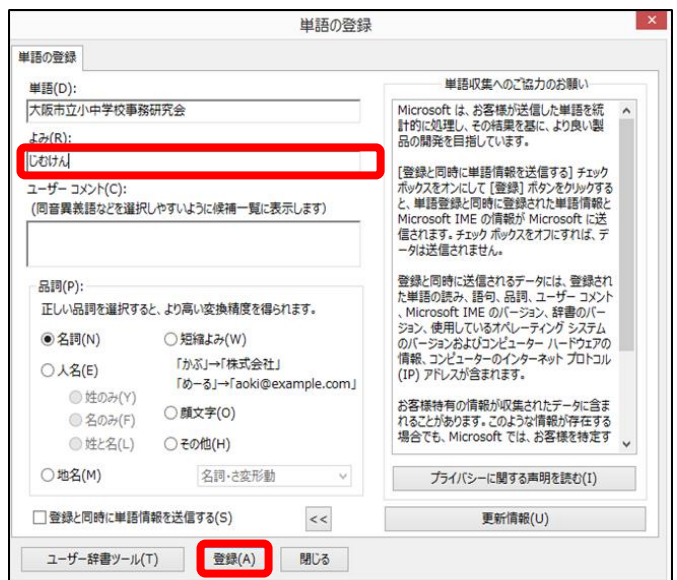 単語の登録
単語の登録
単語(D):
大阪市立小中学校事務研究会
よみ(R):
じむけん
ユーザー コメント(C):
(同音異義語などを選択しやすいように候補一覧に表示します)
品詞(P):
正しい品詞を選択すると、より高い変換精度を得られます。
名詞(N)
短縮よみ(W)
人名(E)
「かぶ」→「株式会社」
「めーる」→「aoki@example.com」
姓のみ(Y)
名のみ(F)
顔文字(O)
姓と名(L)
その他(H)
地名(M)
名詞・さ変形動
登録と同時に単語情報を送信する(S)
<<
ユーザー辞書ツール(T)
登録(A)
閉じる
単語収集へのご協力のお願い
Microsoft は、お客様が送信した単語を統
計的に処理し、その結果を基に、より良い製
品の開発を目指しています。
[登録と同時に単語情報を送信する] チェック
ボックスをオンにして [登録] ボタンをクリックする
と、単語登録と同時に登録された単語情報と
Microsoft IME の情報が Microsoft に送
信されます。チェック ボックスをオフにすれば、デ
ータは送信されません。
登録と同時に送信されるデータには、登録され
た単語の読み、語句、品詞、ユーザー コメント
、Microsoft IME のバージョン、辞書のバー
ジョン、使用しているオペレーティング システム
のバージョンおよびコンピューター ハードウェアの
情報、コンピューターのインターネット プロトコル
(IP) アドレスが含まれます。
お客様特有の情報が収集されたデータに含ま
れることがあります。このような情報が存在する
場合でも、Microsoft では、お客様を特定す
プライバシーに関する声明を読む(I)
更新情報(U)